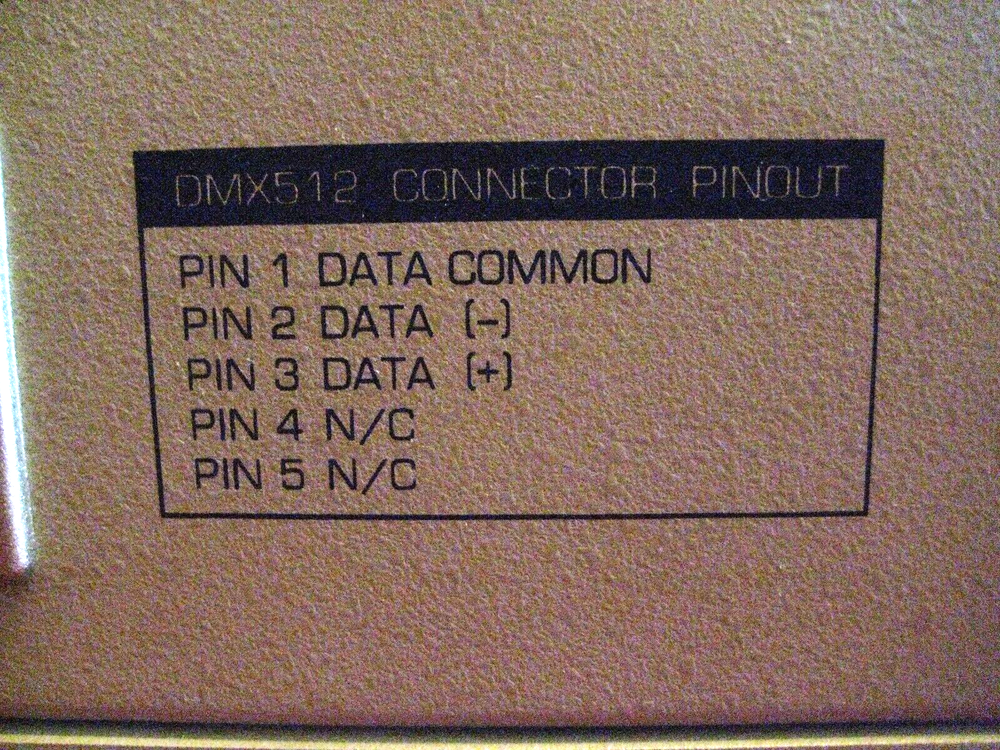 DMX512 CONNECTOR PINOUT
PIN 1 DATA COMMON
PIN 2 DATA (-)
PIN 3 DATA (+)
PIN 4 N/C
PIN 5 N/C